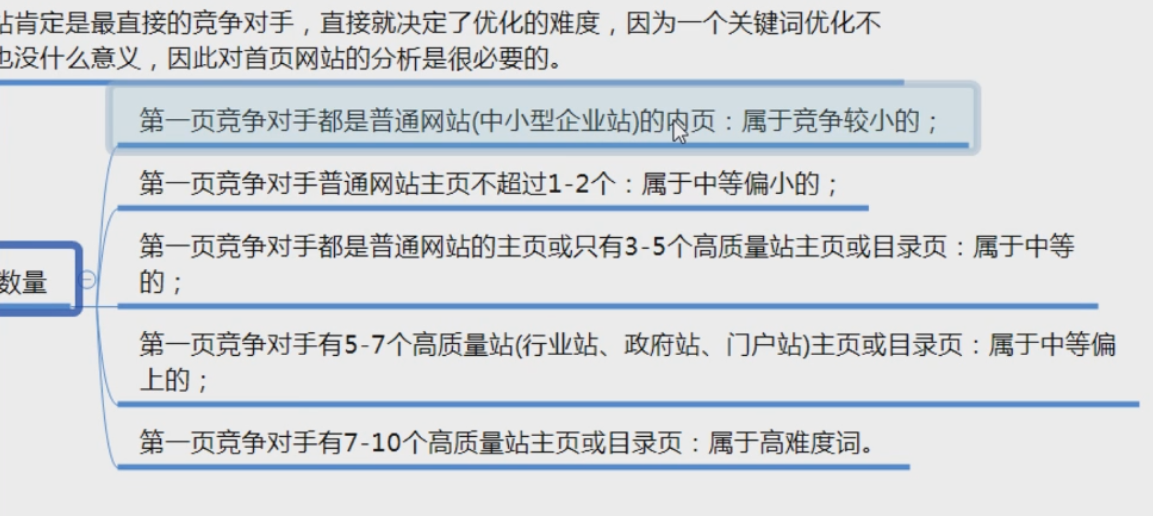 站肯定是最直接的竞争对手，直接就决定了优化的难度，因为一个关键词优化不
也没什么意义，因此对首页网站的分析是很必要的。
第一页竞争对手都是普通网站(中小型企业站)的内页：属于竞争较小的；
第一页竞争对手普通网站主页不超过1-2个：属于中等偏小的；
第一页竞争对手都是普通网站的主页或只有3-5个高质量站主页或目录页：属于中等
的；
数量
第一页竞争对手有5-7个高质量站(行业站、政府站、门户站)主页或目录页：属于中等偏
上的；
第一页竞争对手有7-10个高质量站主页或目录页：属于高难度词。